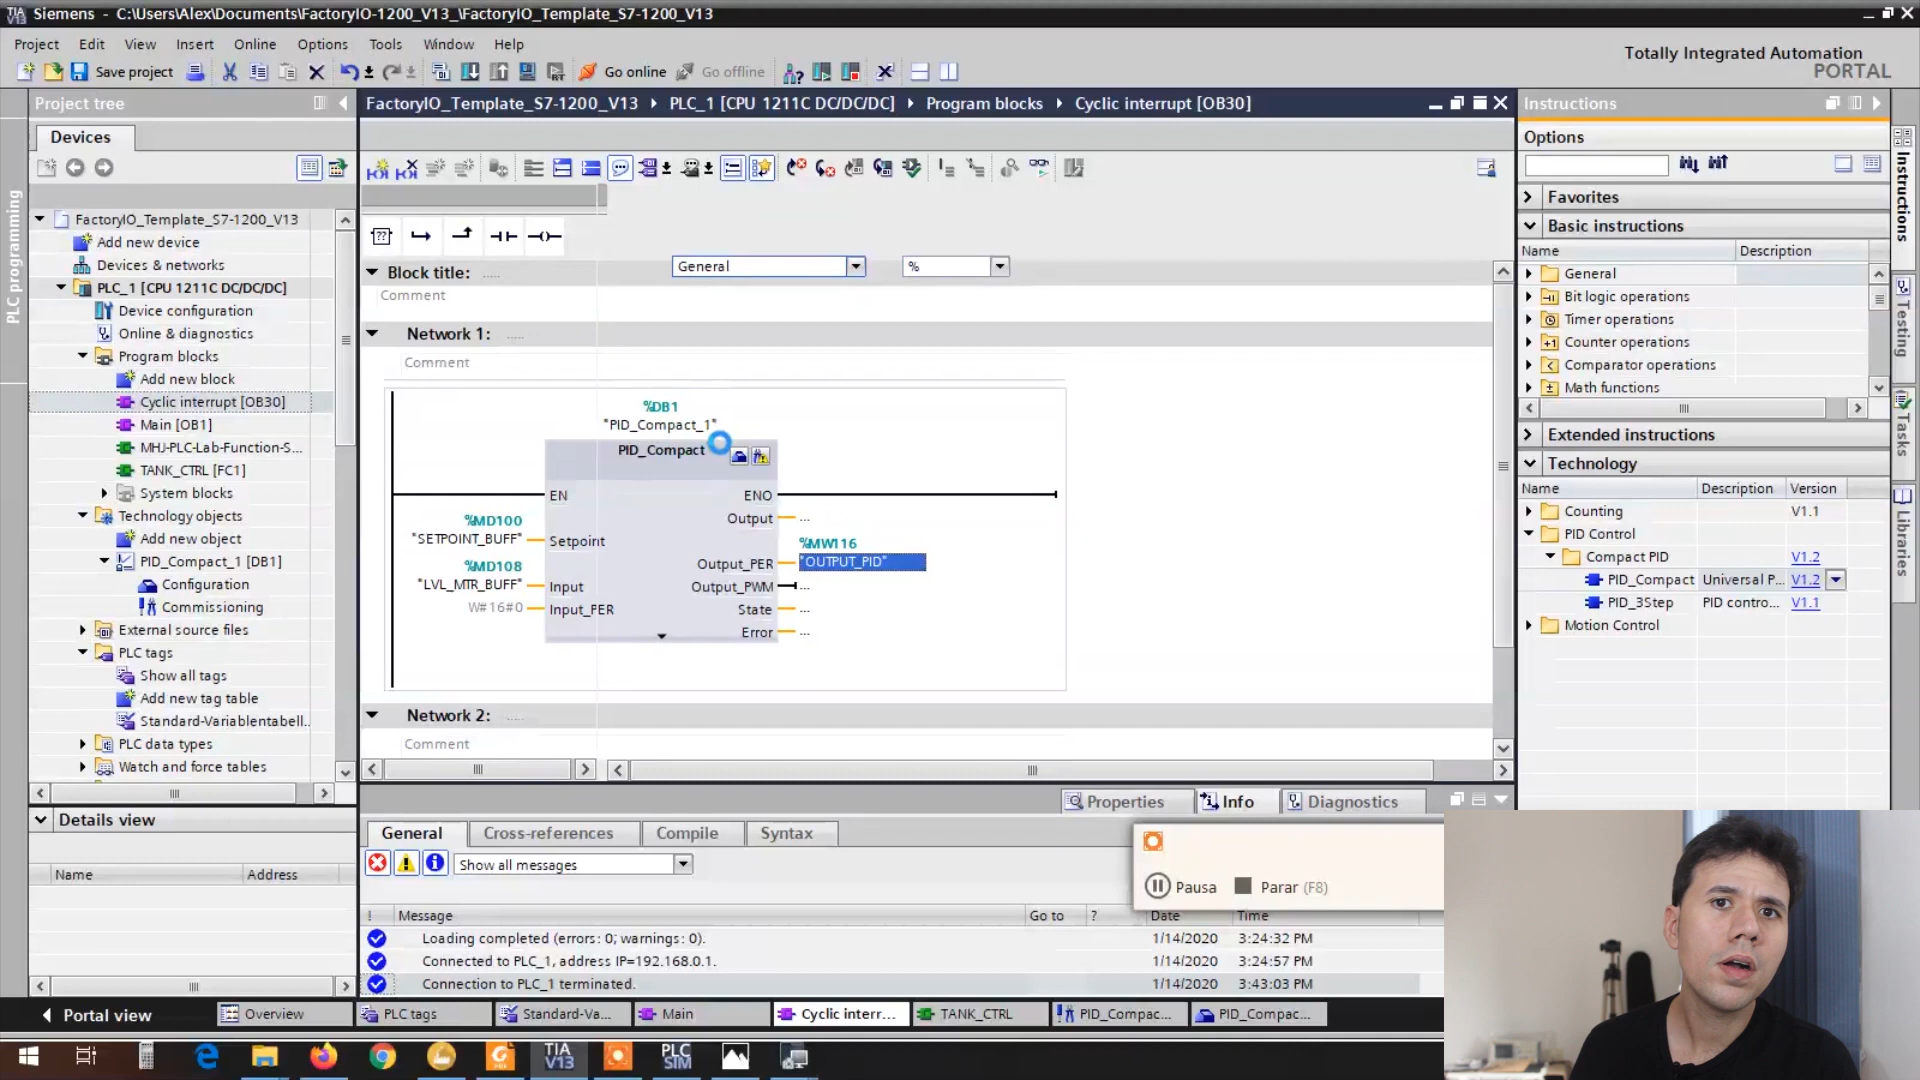 Siemens - C:\Users\Alex\Documents\FactoryIO-1200_V13_\FactoryIO_Template_S7-1200_V13
Project Edit View Insert Online Options Tools Window Help
Totally Integrated Automation
PORTAL
Save project
Go online
Go offline
Project tree
FactoryIO_Template_S7-1200_V13 PLC_1 [CPU 1211C DC/DC/DC] Program blocks Cyclic interrupt [OB30]
Instructions
Devices
Options
PLC programming
FactoryIO_Template_S7-1200_V13
Add new device
Devices & networks
PLC_1 [CPU 1211C DC/DC/DC]
Device configuration
Online & diagnostics
Program blocks
Add new block
Cyclic interrupt [OB30]
Main [OB1]
MHJ-PLC-Lab-Function-S...
TANK_CTRL [FC1]
System blocks
Technology objects
Add new object
PID_Compact_1 [DB1]
Configuration
Commissioning
External source files
PLC tags
Show all tags
Add new tag table
Standard-Variablentabell..
PLC data types
Watch and force tables
Details view
Name Address
Portal view
??
General
%
Block title: .....
Comment
Network 1: .....
Comment
%DB1
"PID_Compact_1"
PID_Compact
EN
ENO
Output ...
%MD100
"SETPOINT_BUFF"
Setpoint
%MW116
Output_PER
"OUTPUT_PID"
%MD108
"LVL_MTR_BUFF"
Input
Output_PWM ...
W#16#0
Input_PER
State ...
Error ...
Network 2: .....
Comment
Properties Info Diagnostics
General Cross-references Compile Syntax
Show all messages
Pausa Parar (F8)
! Message Go to ? Date Time
Loading completed (errors: 0; warnings: 0). 1/14/2020 3:24:32 PM
Connected to PLC_1, address IP=192.168.0.1. 1/14/2020 3:24:57 PM
Connection to PLC_1 terminated. 1/14/2020 3:43:03 PM
Overview PLC tags Standard-Va... Main Cyclic interr... TANK_CTRL PID_Compac... PID_Compac...
TIA
V13
PLC
SIM
Favorites
Basic instructions
Name Description
General
Bit logic operations
Timer operations
Counter operations
Comparator operations
Math functions
Extended instructions
Technology
Name Description Version
Counting V1.1
PID Control
Compact PID V1.2
PID_Compact Universal P... V1.2
PID_3Step PID contro... V1.1
Motion Control
Instructions
Testing
Tasks
Libraries